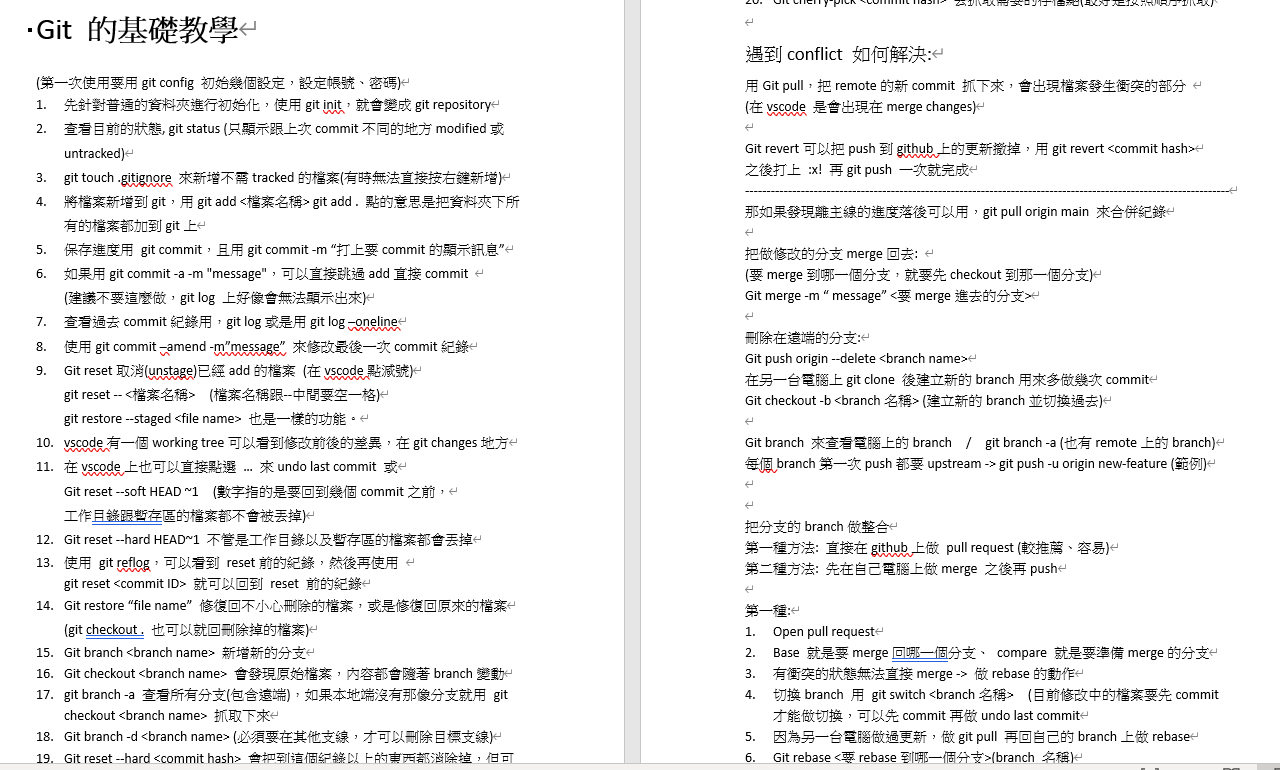 Git 的基礎教學
(第一次使用要用 git config 初始幾個設定，設定帳號、密碼)
1. 先針對普通的資料夾進行初始化，使用 git init，就會變成 git repository
2. 查看目前的狀態, git status (只顯示跟上次 commit 不同的地方 modified 或
untracked)
3. git touch .gitignore 來新增不需 tracked 的檔案(有時無法直接按右鍵新增)
4. 將檔案新增到 git，用 git add <檔案名稱> git add . 點的意思是把資料夾下所
有的檔案都加到 git 上
5. 保存進度用 git commit，且用 git commit -m “打上要 commit 的顯示訊息”
6. 如果用 git commit -a -m "message"，可以直接跳過 add 直接 commit
(建議不要這麼做，git log 上好像會無法顯示出來)
7. 查看過去 commit 紀錄用，git log 或是用 git log –oneline
8. 使用 git commit –amend -m”message” 來修改最後一次 commit 紀錄
9. Git reset 取消(unstage)已經 add 的檔案 (在 vscode 點減號)
git reset -- <檔案名稱> (檔案名稱跟--中間要空一格)
git restore --staged <file name> 也是一樣的功能。
10. vscode 有一個 working tree 可以看到修改前後的差異，在 git changes 地方
11. 在 vscode 上也可以直接點選 … 來 undo last commit 或
Git reset --soft HEAD ~1 (數字指的是要回到幾個 commit 之前，
工作目錄跟暫存區的檔案都不會被丟掉)
12. Git reset --hard HEAD~1 不管是工作目錄以及暫存區的檔案都會丟掉
13. 使用 git reflog，可以看到 reset 前的紀錄，然後再使用
git reset <commit ID> 就可以回到 reset 前的紀錄
14. Git restore “file name” 修復回不小心刪除的檔案，或是修復回原來的檔案
(git checkout . 也可以就回刪除掉的檔案)
15. Git branch <branch name> 新增新的分支
16. Git checkout <branch name> 會發現原始檔案，內容都會隨著 branch 變動
17. git branch -a 查看所有分支(包含遠端)，如果本地端沒有那像分支就用 git
checkout <branch name> 抓取下來
18. Git branch -d <branch name> (必須要在其他支線，才可以刪除目標支線)
19. Git reset --hard <commit hash> 會把到這個紀錄以上的東西都消除掉，但可
20. Git cherry-pick <commit hash> 去抓取需要的存檔點(最好是按照順序抓取)
遇到 conflict 如何解決:
用 Git pull，把 remote 的新 commit 抓下來，會出現檔案發生衝突的部分
(在 vscode 是會出現在 merge changes)
Git revert 可以把 push 到 github 上的更新撤掉，用 git revert <commit hash>
之後打上 :x! 再 git push 一次就完成
--------------------------------------------------------------------------------------------------------------
那如果發現離主線的進度落後可以用，git pull origin main 來合併紀錄
把做修改的分支 merge 回去:
(要 merge 到哪一個分支，就要先 checkout 到那一個分支)
Git merge -m “ message” <要 merge 進去的分支>
刪除在遠端的分支:
Git push origin --delete <branch name>
在另一台電腦上 git clone 後建立新的 branch 用來多做幾次 commit
Git checkout -b <branch 名稱> (建立新的 branch 並切換過去)
Git branch 來查看電腦上的 branch / git branch -a (也有 remote 上的 branch)
每個 branch 第一次 push 都要 upstream -> git push -u origin new-feature (範例)
把分支的 branch 做整合
第一種方法: 直接在 github 上做 pull request (較推薦、容易)
第二種方法: 先在自己電腦上做 merge 之後再 push
第一種:
1. Open pull request
2. Base 就是要 merge 回哪一個分支、 compare 就是要準備 merge 的分支
3. 有衝突的狀態無法直接 merge -> 做 rebase 的動作
4. 切換 branch 用 git switch <branch 名稱> (目前修改中的檔案要先 commit
才能做切換，可以先 commit 再做 undo last commit
5. 因為另一台電腦做過更新，做 git pull 再回自己的 branch 上做 rebase
6. Git rebase <要 rebase 到哪一個分支>(branch 名稱)